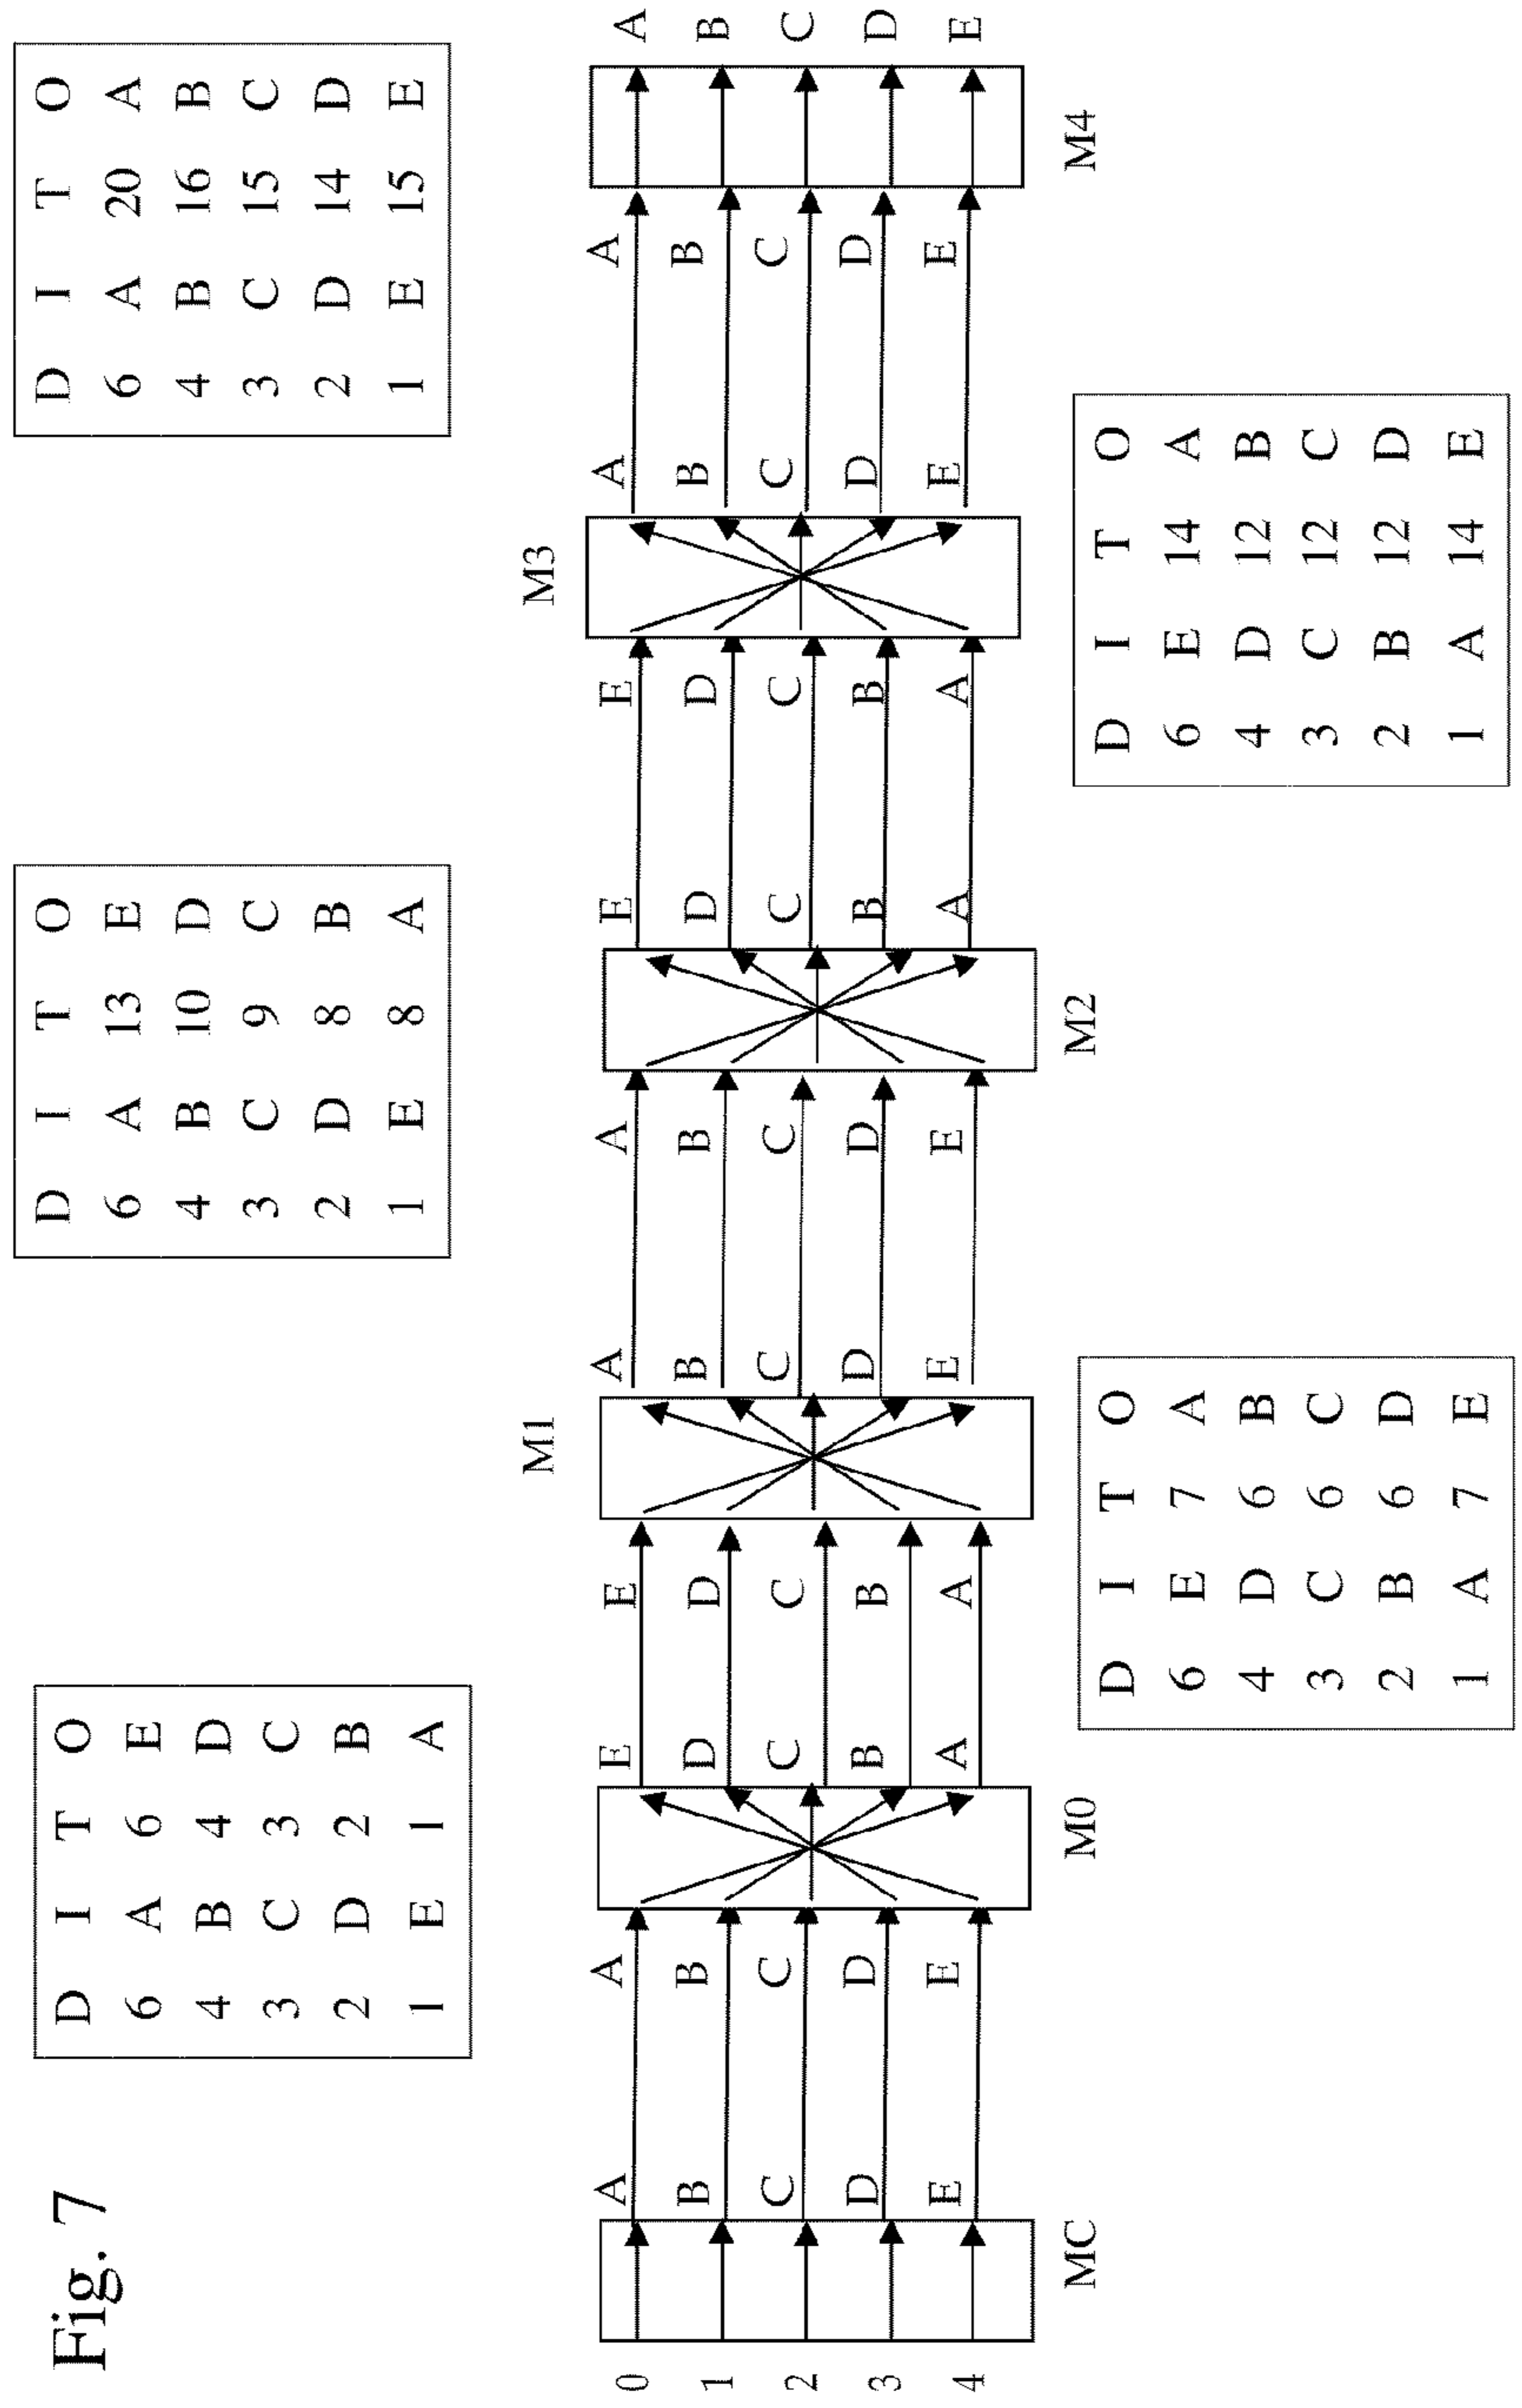 Fig. 7
D I T O
6 A 6 E
4 B 4 D
3 C 3 C
2 D 2 B
1 E 1 A
D I T O
6 A 13 E
4 B 10 D
3 C 9 C
2 D 8 B
1 E 8 A
D I T O
6 A 20 A
4 B 16 B
3 C 15 C
2 D 14 D
1 E 15 E
M1 M3
0 A A E E A A E E A A A
1 B B D D B B D D B B B
2 C C C C C C C C C C C
3 D D B B D D B B D D D
4 E E A A E E A A E E E
MC M0 M2 M4
D I T O
6 E 7 A
4 D 6 B
3 C 6 C
2 B 6 D
1 A 7 E
D I T O
6 E 14 A
4 D 12 B
3 C 12 C
2 B 12 D
1 A 14 E